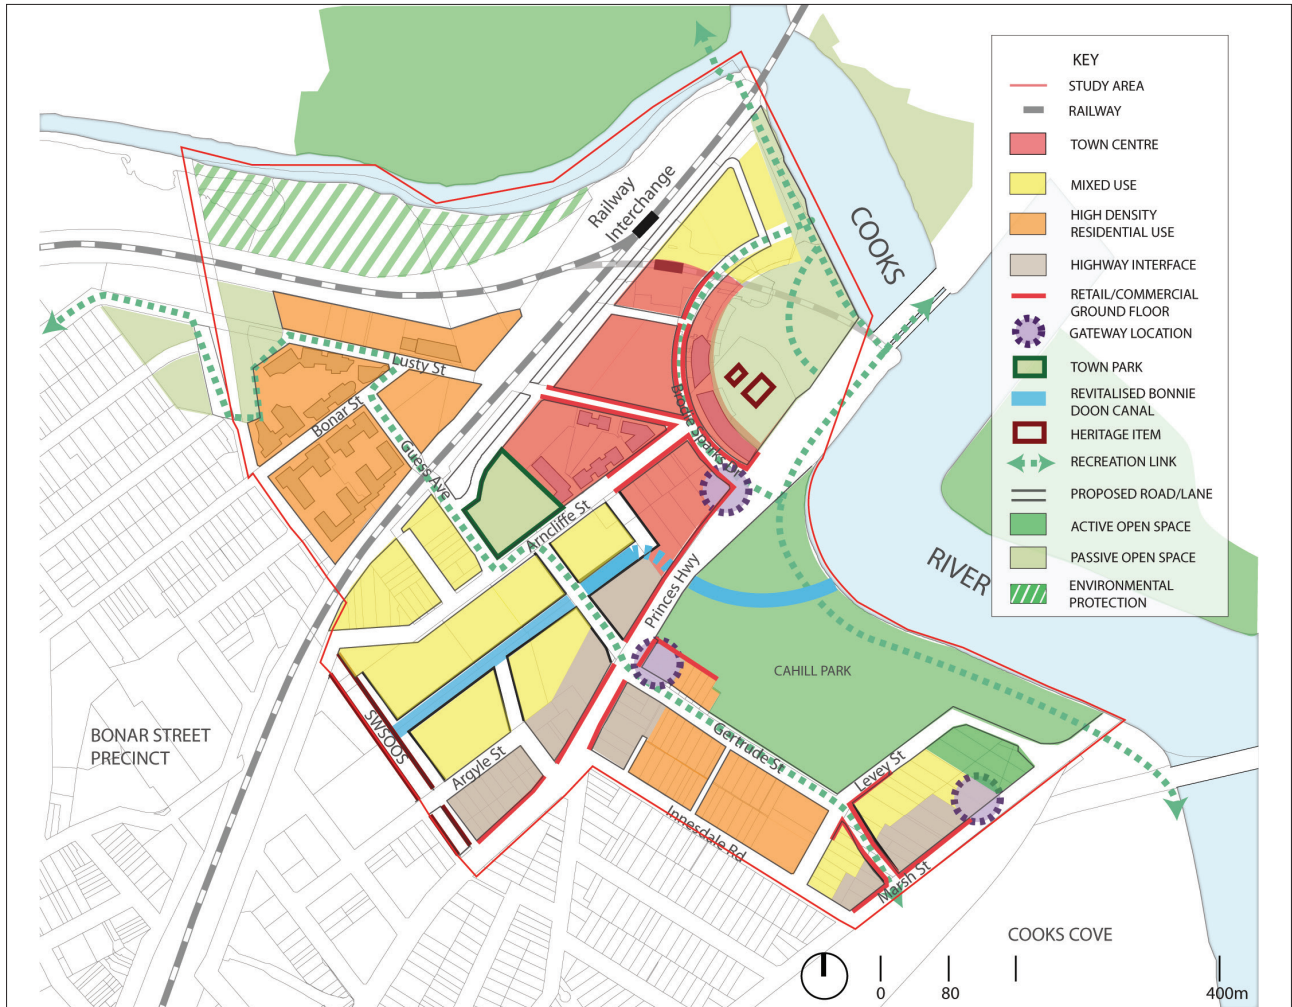 KEY
STUDY AREA
RAILWAY
TOWN CENTRE
MIXED USE
HIGH DENSITY
RESIDENTIAL USE
HIGHWAY INTERFACE
RETAIL/COMMERCIAL
GROUND FLOOR
GATEWAY LOCATION
TOWN PARK
REVITALISED BONNIE
DOON CANAL
HERITAGE ITEM
RECREATION LINK
PROPOSED ROAD/LANE
ACTIVE OPEN SPACE
PASSIVE OPEN SPACE
ENVIRONMENTAL
PROTECTION
Railway
Interchange
COOKS
RIVER
Lusty St
Bonar St
Guess Ave
Brodie Sparks Dr
Arncliffe St
Princes Hwy
CAHILL PARK
BONAR STREET
PRECINCT
SWSOOS
Argyle St
Gertrude St
Levey St
Innesdale Rd
Marsh St
COOKS COVE
0
80
400m